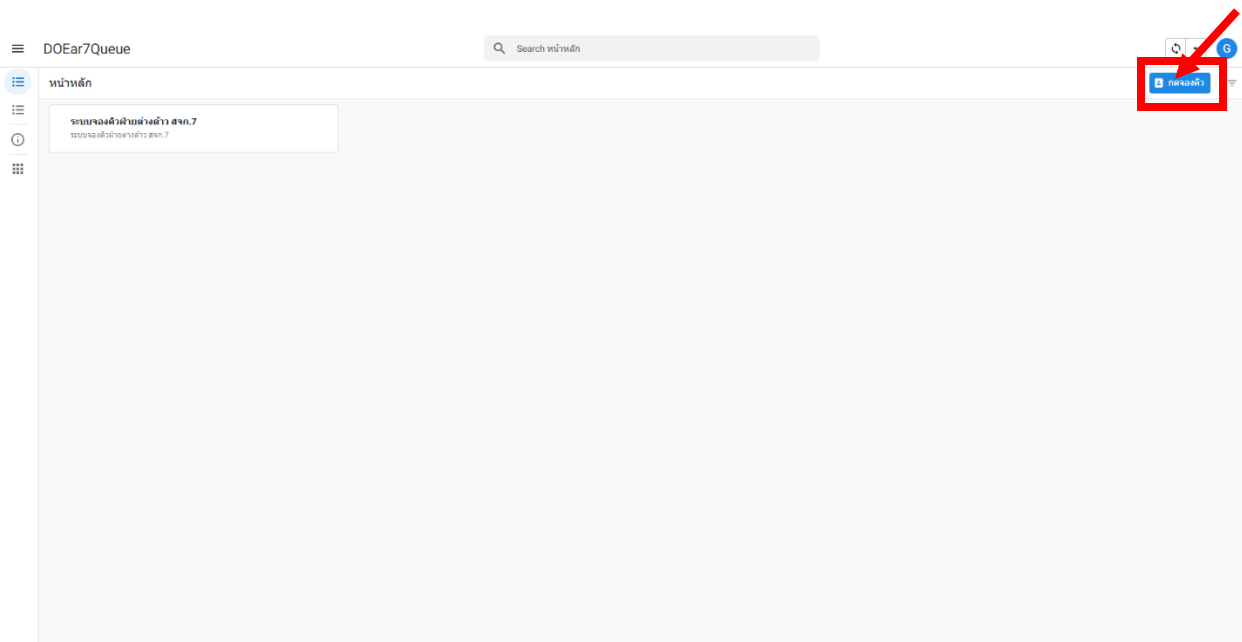 DOEar7Queue
Search หน้าหลัก
G
หน้าหลัก
กดจองคิว
ระบบจองคิวฝ่ายต่างด้าว สจก.7
ระบบจองคิวฝ่ายต่างด้าว สจก.7